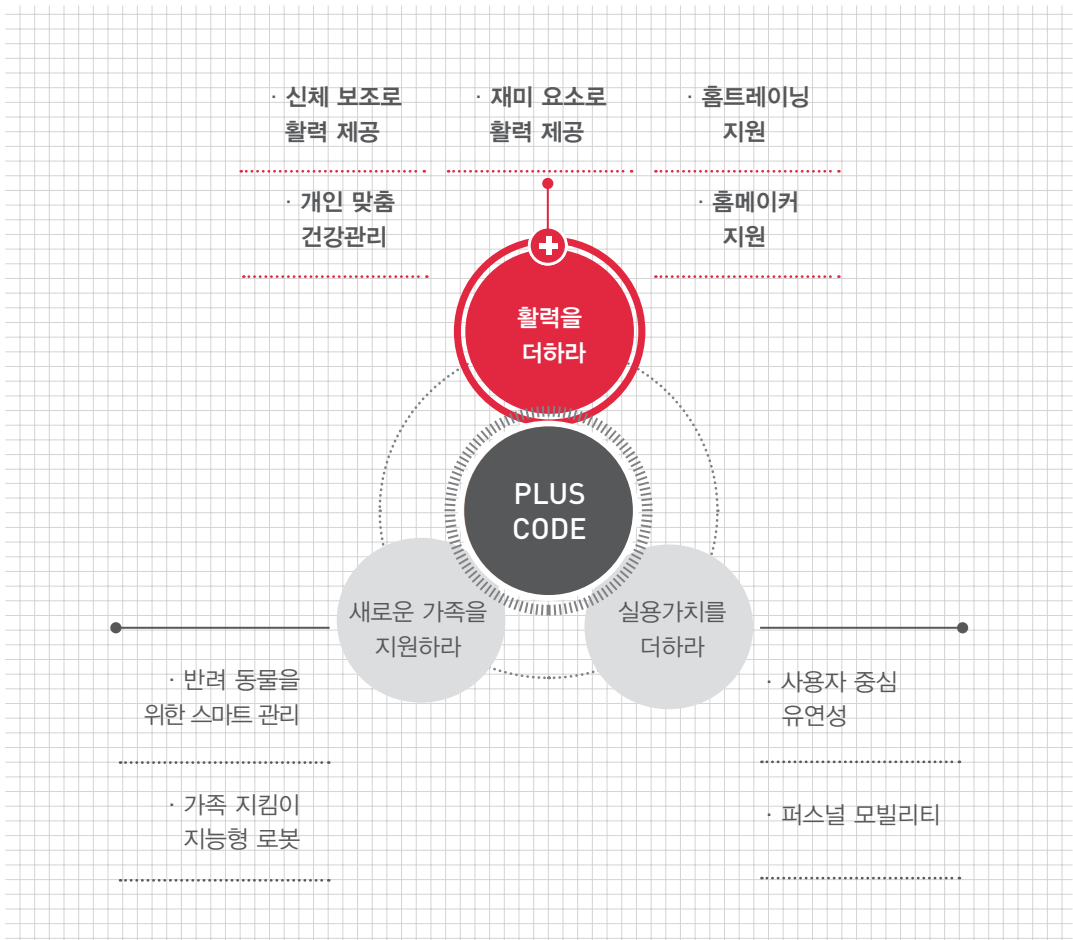 · 신체 보조로
활력 제공
· 재미 요소로
활력 제공
· 홈트레이닝
지원
· 개인 맞춤
건강관리
· 홈메이커
지원
활력을
더하라
PLUS
CODE
새로운 가족을
지원하라
실용가치를
더하라
· 반려 동물을
위한 스마트 관리
· 가족 지킴이
지능형 로봇
· 사용자 중심
유연성
· 퍼스널 모빌리티